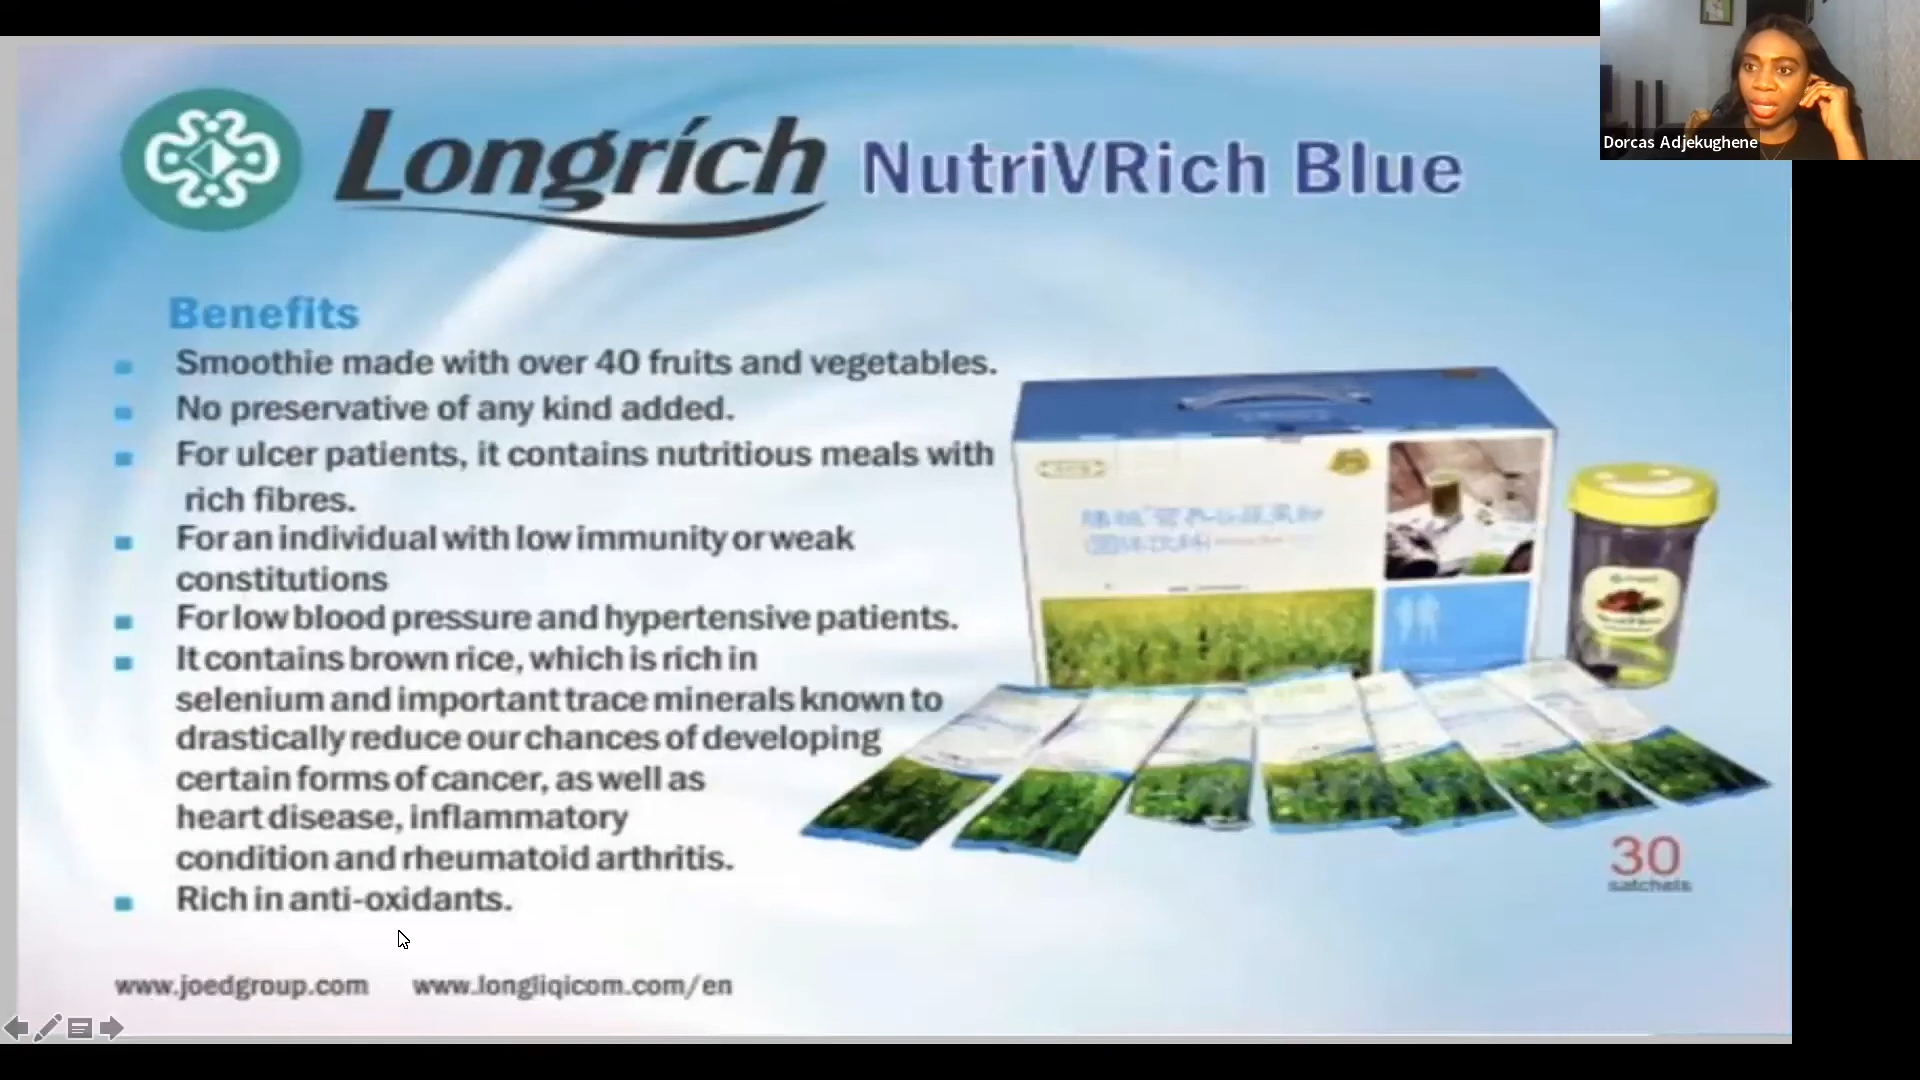 Longrích NutriVRich Blue
Dorcas Adjekughene
Benefits
Smoothie made with over 40 fruits and vegetables.
No preservative of any kind added.
For ulcer patients, it contains nutritious meals with
rich fibres.
For an individual with low immunity or weak
constitutions
For low blood pressure and hypertensive patients.
It contains brown rice, which is rich in
selenium and important trace minerals known to
drastically reduce our chances of developing
certain forms of cancer, as well as
heart disease, inflammatory
condition and rheumatoid arthritis.
Rich in anti-oxidants.
30
satchels
www.joedgroup.com www.longliqicom.com/en